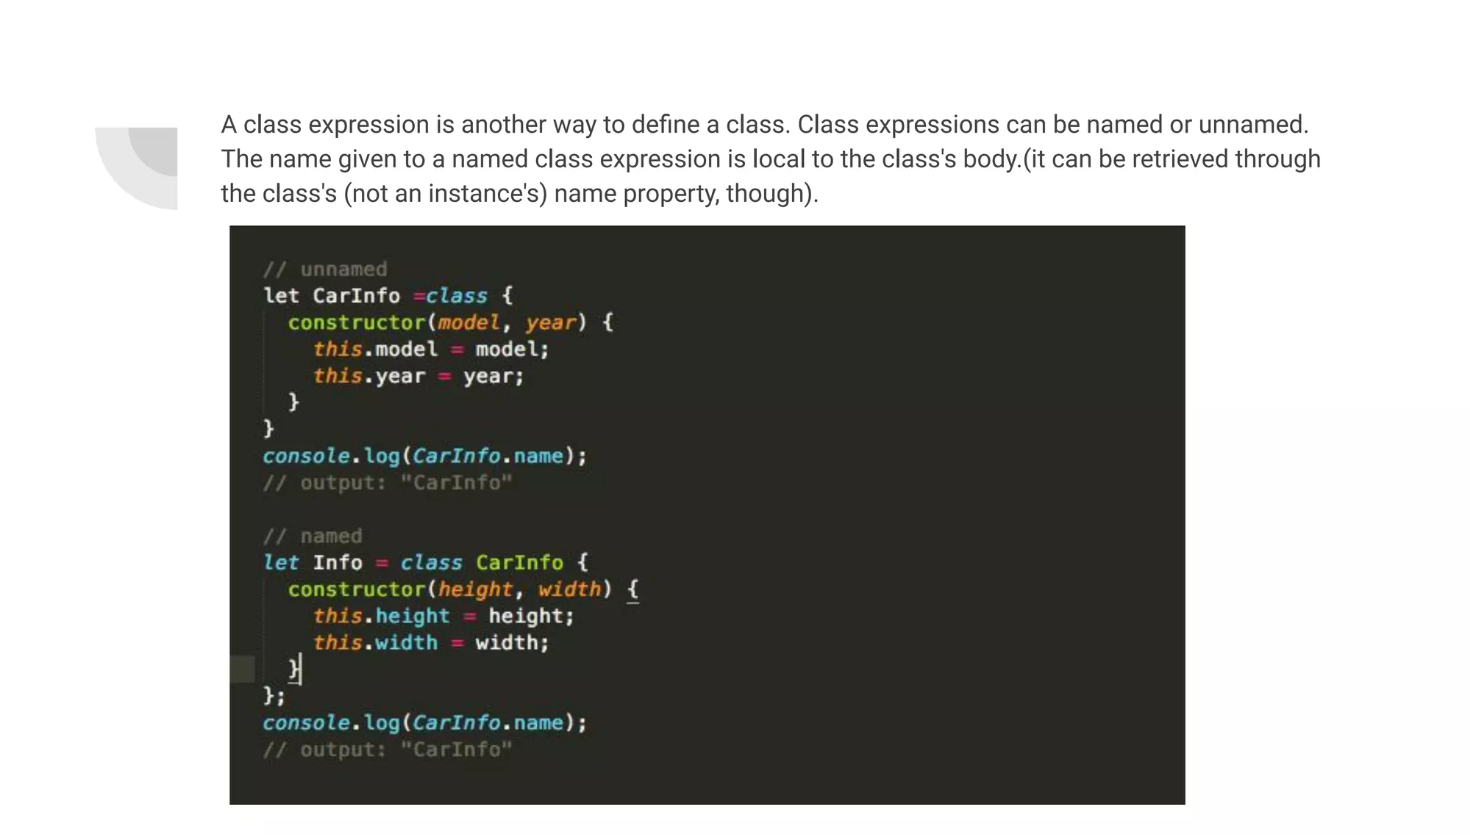 A class expression is another way to define a class. Class expressions can be named or unnamed.
The name given to a named class expression is local to the class's body.(it can be retrieved through
the class's (not an instance's) name property, though).
// unnamed
let CarInfo =class {
  constructor(model, year) {
    this.model = model;
    this.year = year;
  }
}
console.log(CarInfo.name);
// output: "CarInfo"
// named
let Info = class CarInfo {
  constructor(height, width) {
    this.height = height;
    this.width = width;
  }
};
console.log(CarInfo.name);
// output: "CarInfo"